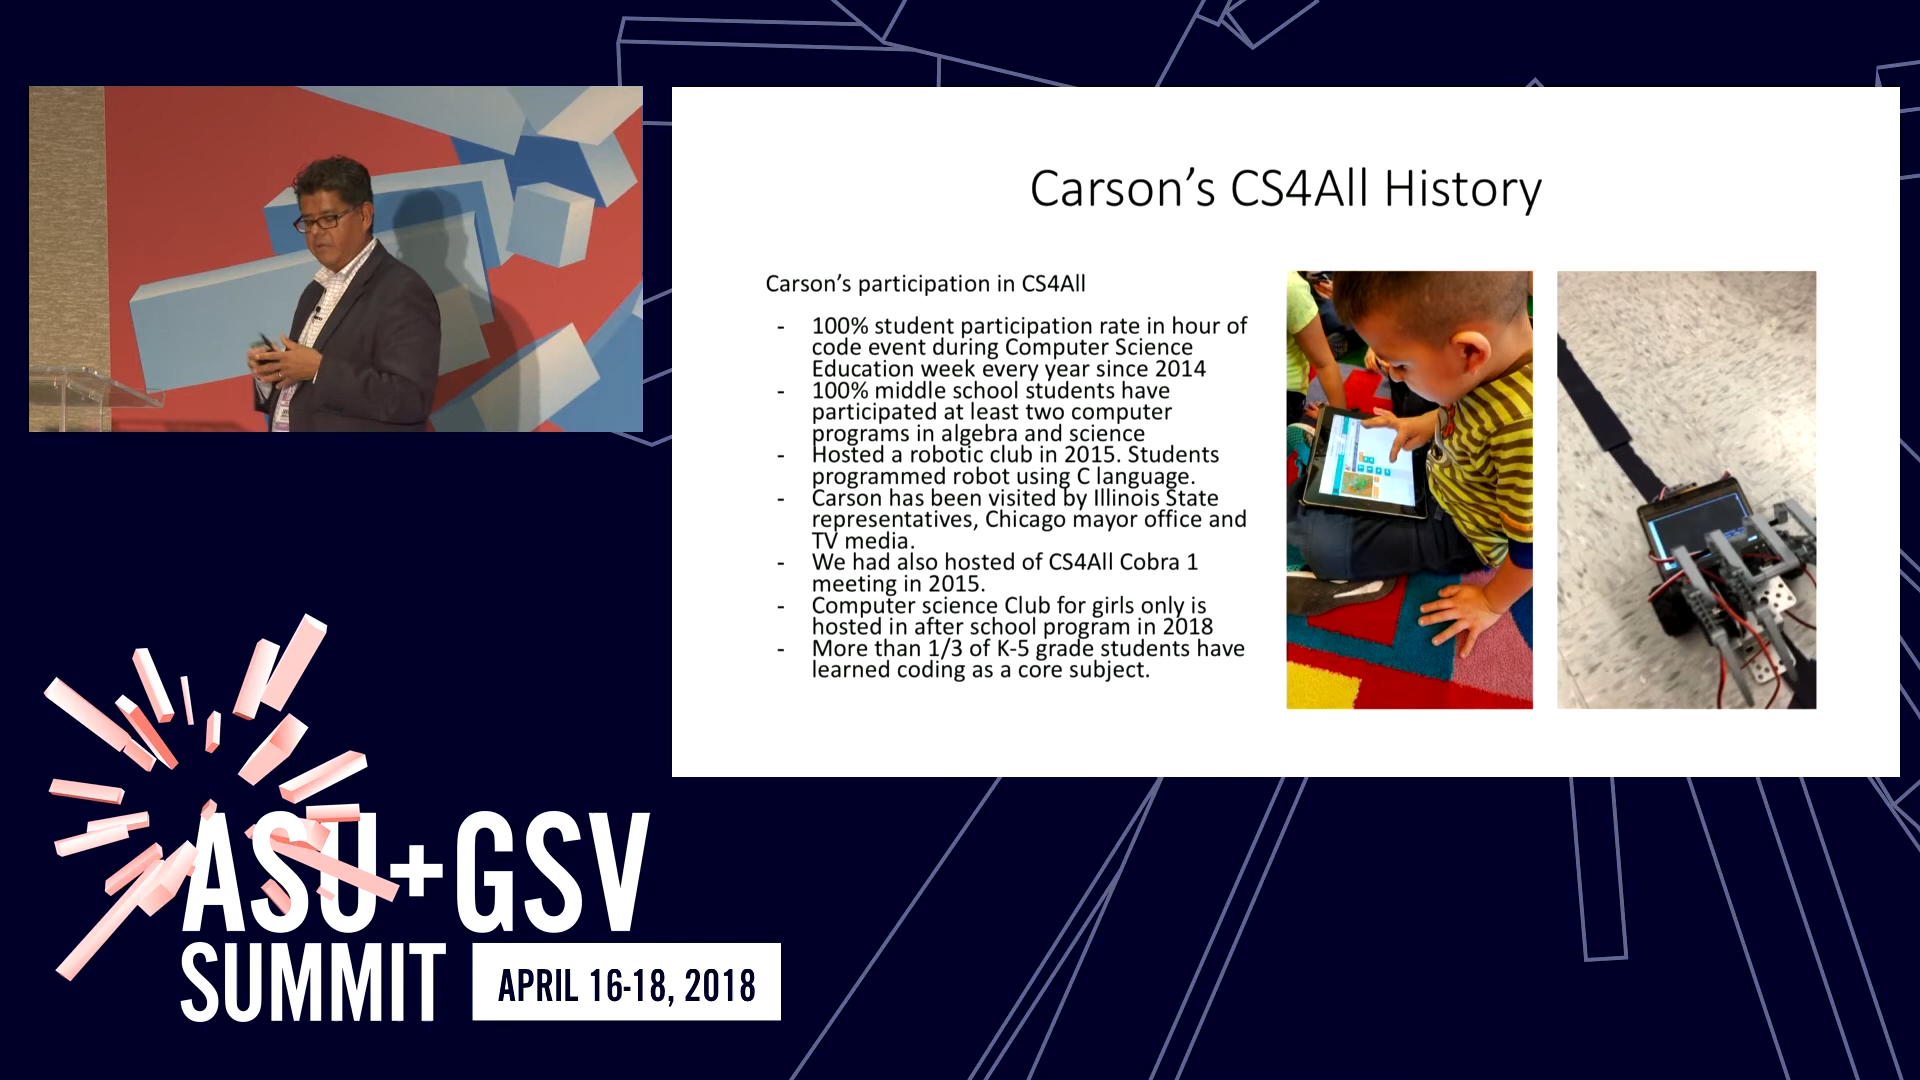 Carson's CS4All History
Carson's participation in CS4All
- 100% student participation rate in hour of
code event during Computer Science
Education week every year since 2014
- 100% middle school students have
participated at least two computer
programs in algebra and science
- Hosted a robotic club in 2015. Students
programmed robot using C language.
- Carson has been visited by Illinois State
representatives, Chicago mayor office and
TV media.
- We had also hosted of CS4All Cobra 1
meeting in 2015.
- Computer science Club for girls only is
hosted in after school program in 2018
- More than 1/3 of K-5 grade students have
learned coding as a core subject.
ASU+GSV
SUMMIT
APRIL 16-18, 2018